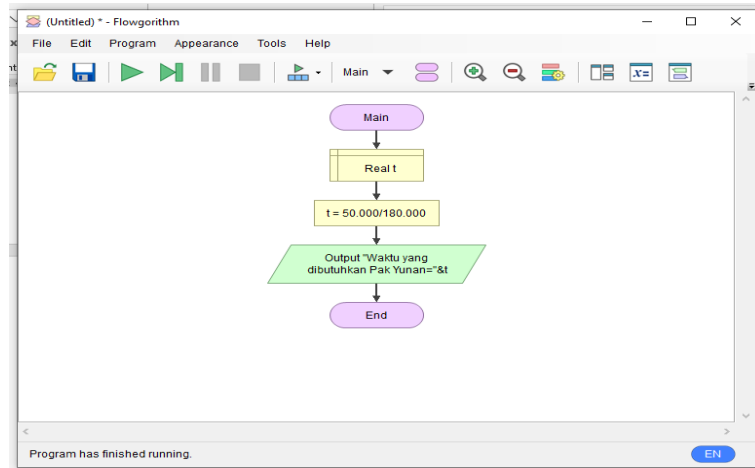 (Untitled) * - Flowgorithm
File Edit Program Appearance Tools Help
Main
x=
Main
Real t
t = 50.000/180.000
Output "Waktu yang
dibutuhkan Pak Yunan="&t
End
Program has finished running.
EN